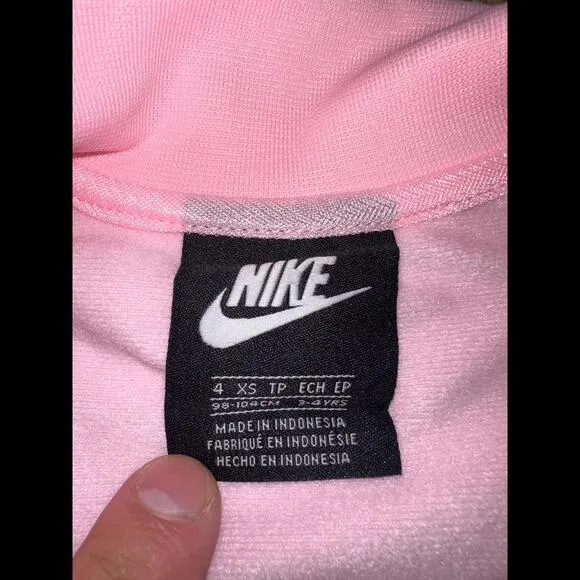 NIKE
4 XS TP ECH EP
98-104CM 3-4YRS
MADE IN INDONESIA
FABRIQUÉ EN INDONÉSIE
HECHO EN INDONESIA